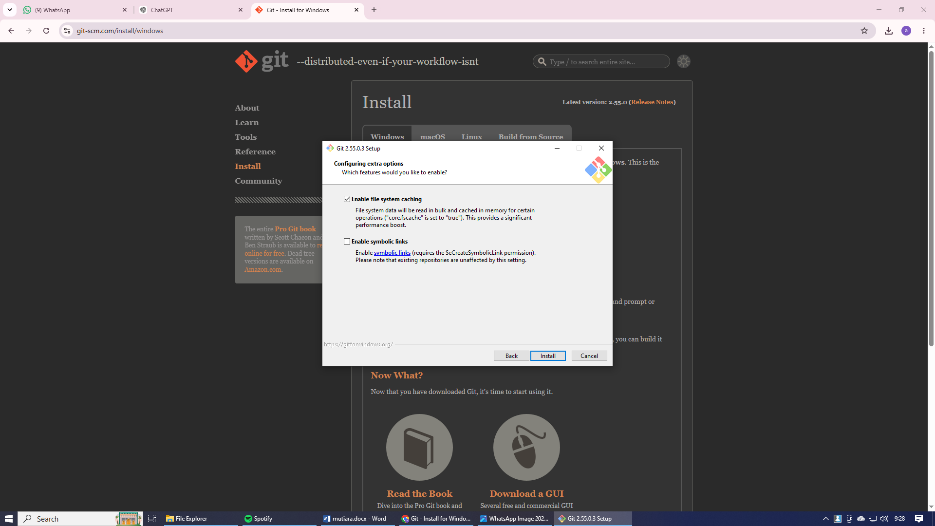 (9) WhatsApp
ChatGPT
Git - Install for Windows
git-scm.com/install/windows
git
--distributed-even-if-your-workflow-isnt
Type / to search entire site...
About
Learn
Tools
Reference
Install
Community
The entire Pro Git book
written by Scott Chacon and
Ben Straub is available to
online for free. Dead tree
versions are available on
Amazon.com.
Install
Latest version: 2.55.0 (Release Notes)
Windows
macOS
Linux
Build from Source
. This is the
and prompt or
, you can build it
Git 2.55.0.3 Setup
Configuring extra options
Which features would you like to enable?
Enable file system caching
File system data will be read in bulk and cached in memory for certain
operations ("core.fscache" is set to "true"). This provides a significant
performance boost.
Enable symbolic links
Enable symbolic links (requires the SeCreateSymbolicLink permission).
Please note that existing repositories are unaffected by this setting.
https://gitforwindows.org/
Back
Install
Cancel
Now What?
Now that you have downloaded Git, it's time to start using it.
Read the Book
Dive into the Pro Git book and
Download a GUI
Several free and commercial GUI
Search
File Explorer
Spotify
mutiara.docx - Word
Git - Install for Windo...
WhatsApp Image 202...
Git 2.55.0.3 Setup
9:28